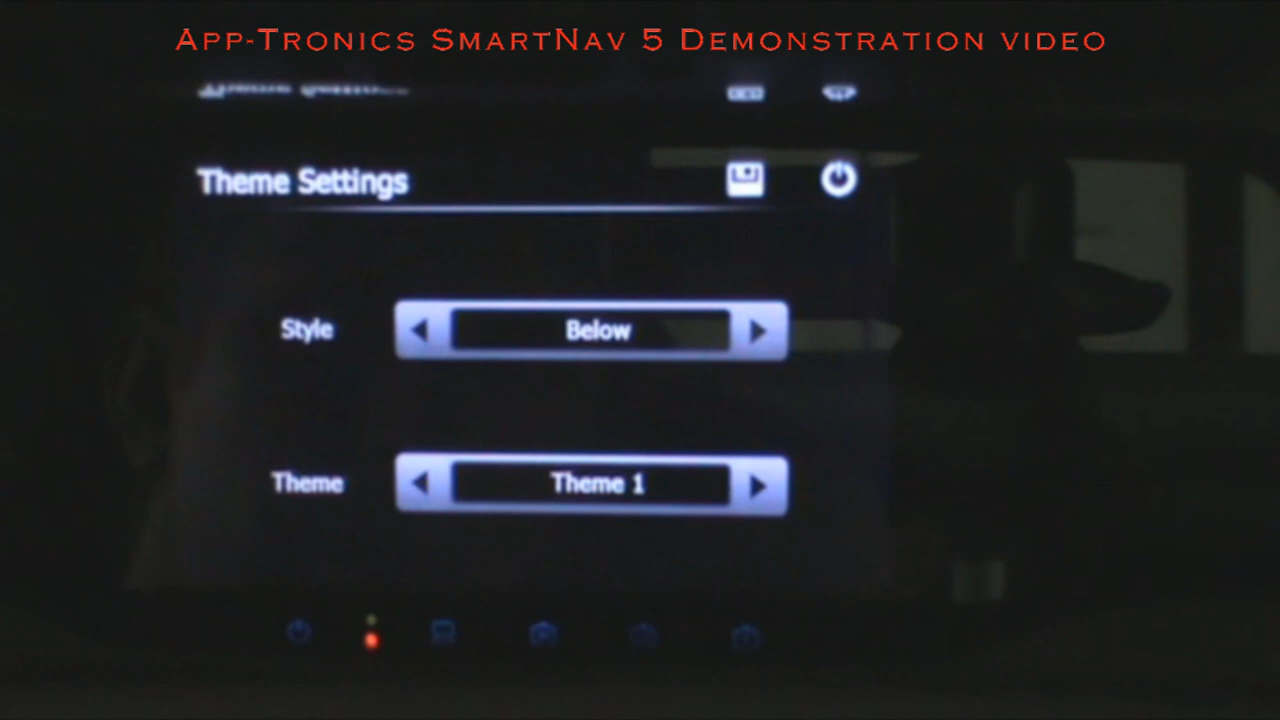 App-Tronics SmartNav 5 Demonstration video
Theme Settings
Style
Below
Theme
Theme 1